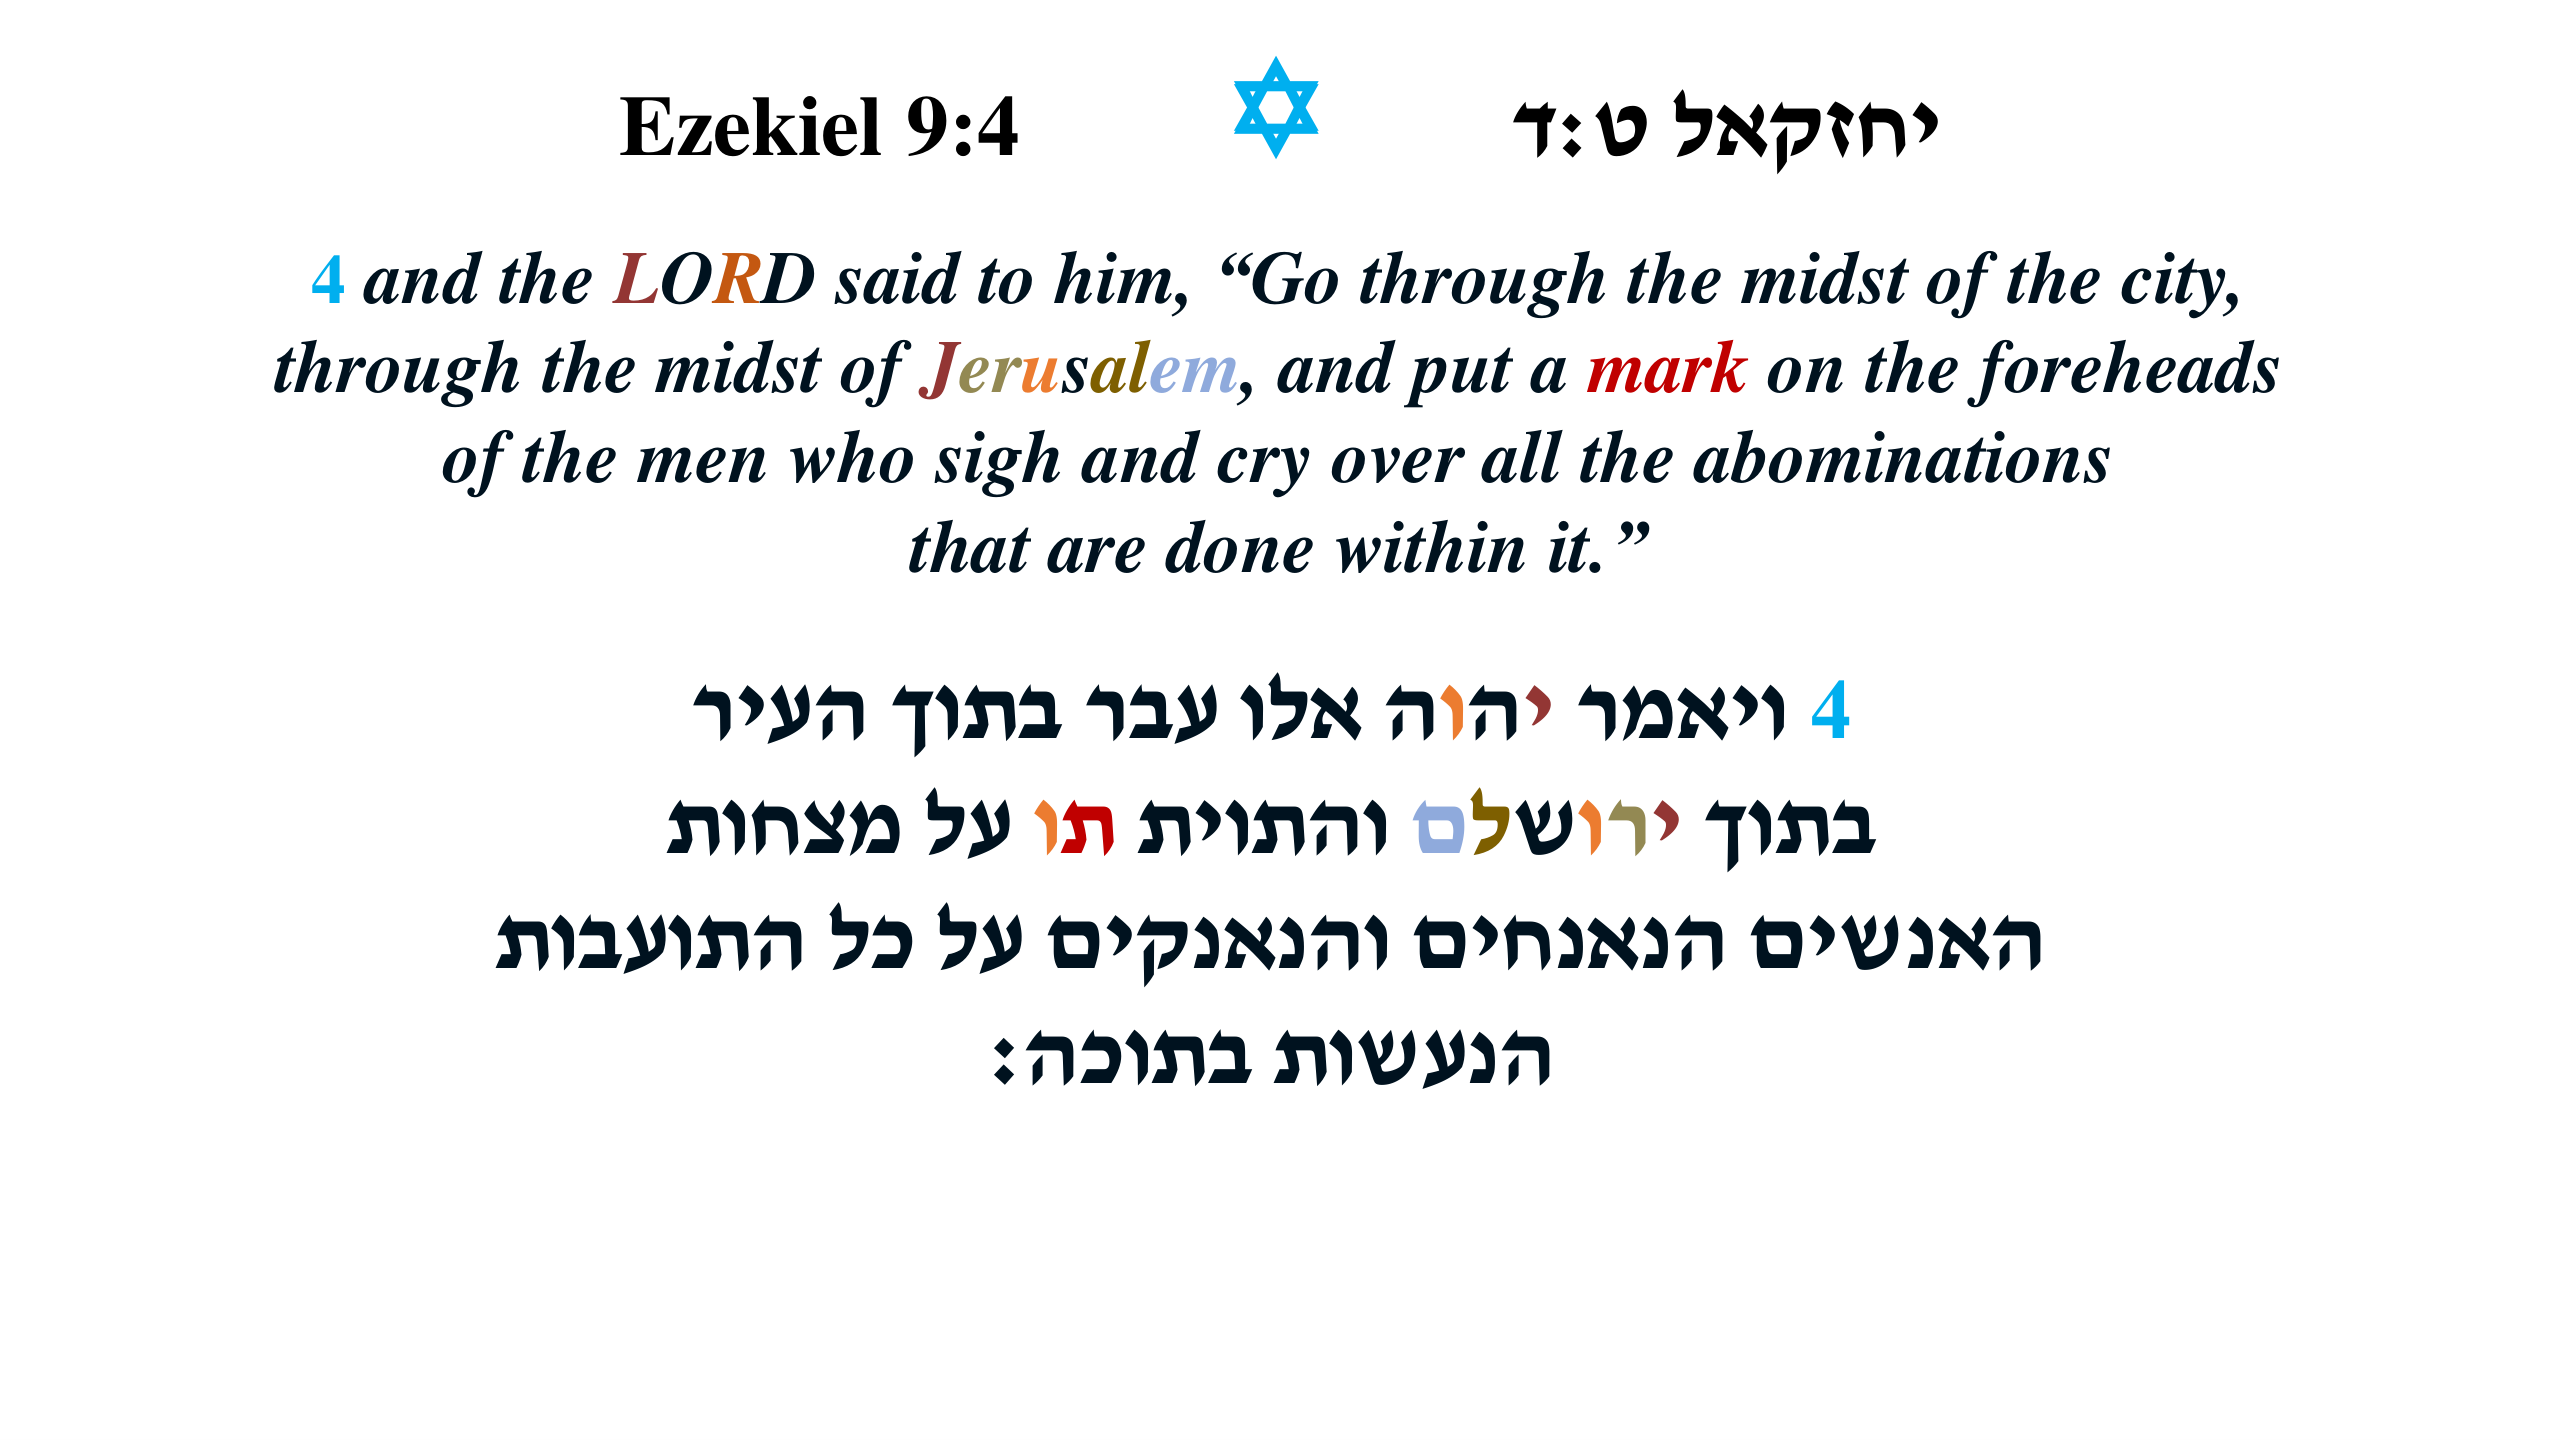 Ezekiel 9:4 ✡ יחזקאל ט:ד
4 and the LORD said to him, “Go through the midst of the city,
through the midst of Jerusalem, and put a mark on the foreheads
of the men who sigh and cry over all the abominations
that are done within it.”
4 ויאמר יהוה אלו עבר בתוך העיר
בתוך ירושלם והתוית תו על מצחות
האנשים הנאנחים והנאנקים על כל התועבות
הנעשות בתוכה: